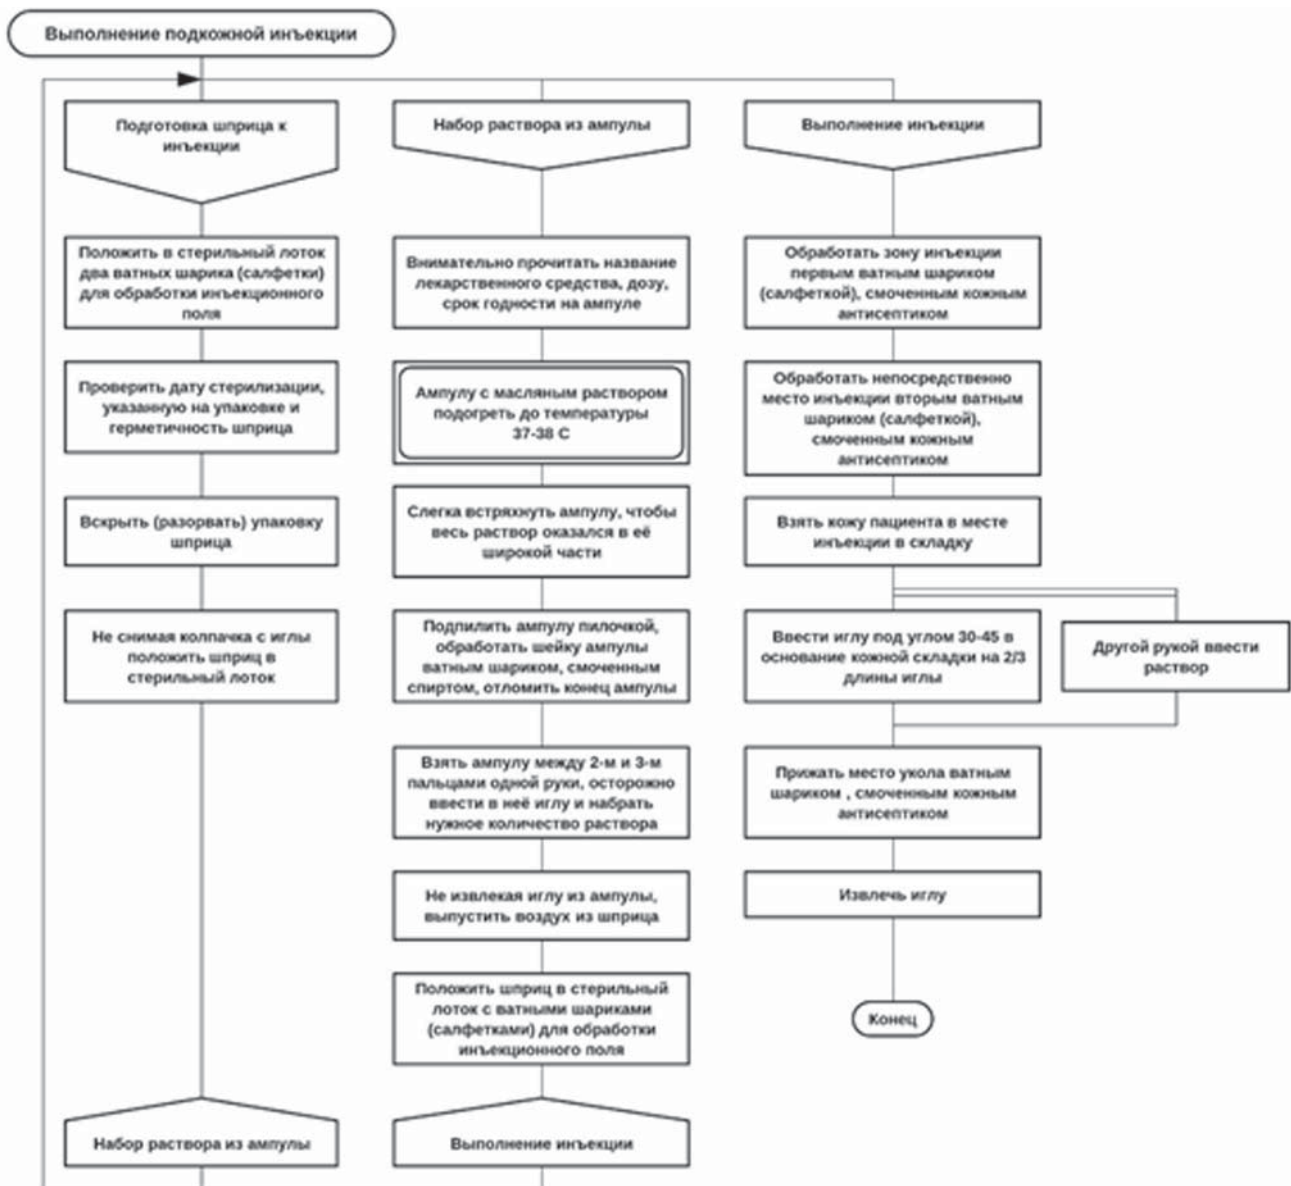 Выполнение подкожной инъекции
Подготовка шприца к
инъекции
Положить в стерильный лоток
два ватных шарика (салфетки)
для обработки инъекционного
поля
Проверить дату стерилизации,
указанную на упаковке и
герметичность шприца
Вскрыть (разорвать) упаковку
шприца
Не снимая колпачка с иглы
положить шприц в
стерильный лоток
Набор раствора из ампулы
Набор раствора из ампулы
Внимательно прочитать название
лекарственного средства, дозу,
срок годности на ампуле
Ампулу с масляным раствором
подогреть до температуры
37-38 С
Слегка встряхнуть ампулу, чтобы
весь раствор оказался в её
широкой части
Подпилить ампулу пилочкой,
обработать шейку ампулы
ватным шариком, смоченным
спиртом, отломить конец ампулы
Взять ампулу между 2-м и 3-м
пальцами одной руки, осторожно
ввести в неё иглу и набрать
нужное количество раствора
Не извлекая иглу из ампулы,
выпустить воздух из шприца
Положить шприц в стерильный
лоток с ватными шариками
(салфетками) для обработки
инъекционного поля
Выполнение инъекции
Выполнение инъекции
Обработать зону инъекции
первым ватным шариком
(салфеткой), смоченным кожным
антисептиком
Обработать непосредственно
место инъекции вторым ватным
шариком (салфеткой),
смоченным кожным
антисептиком
Взять кожу пациента в месте
инъекции в складку
Ввести иглу под углом 30-45 в
основание кожной складки на 2/3
длины иглы
Другой рукой ввести
раствор
Прижать место укола ватным
шариком , смоченным кожным
антисептиком
Извлечь иглу
Конец